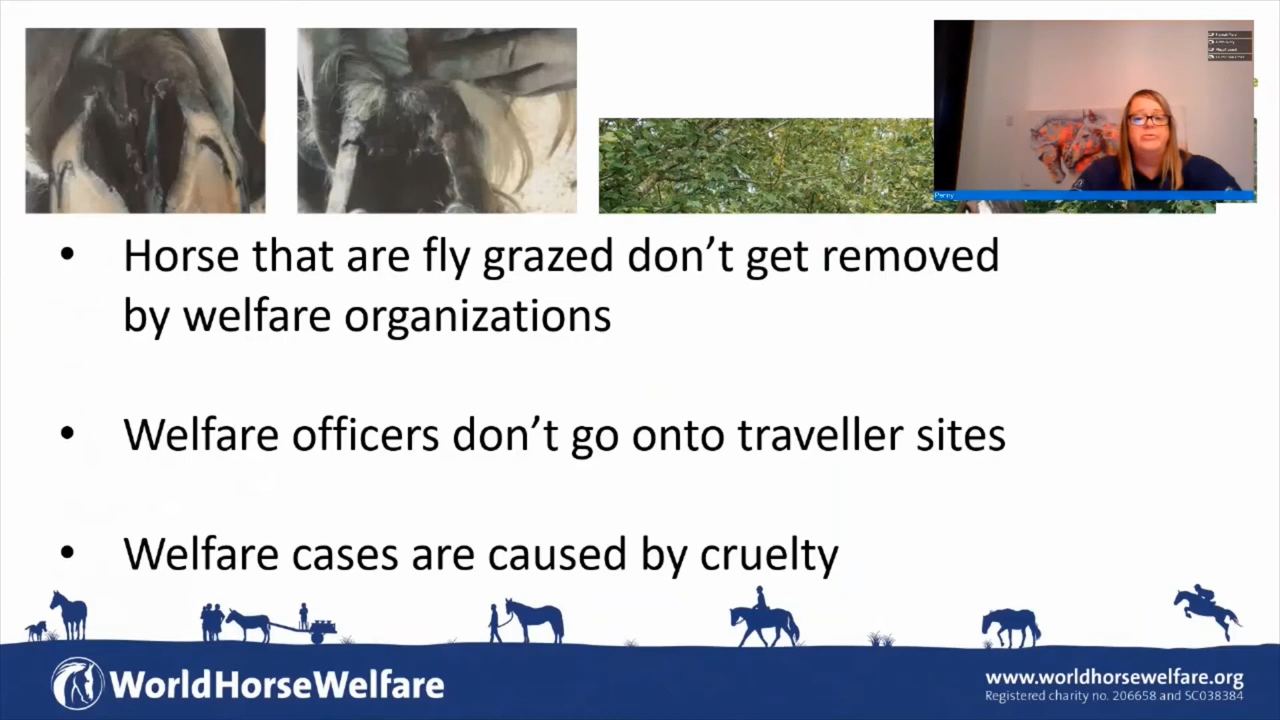 Penny
• Horse that are fly grazed don't get removed
by welfare organizations
• Welfare officers don't go onto traveller sites
• Welfare cases are caused by cruelty
WorldHorseWelfare
www.worldhorsewelfare.org
Registered charity no. 206658 and SC038384